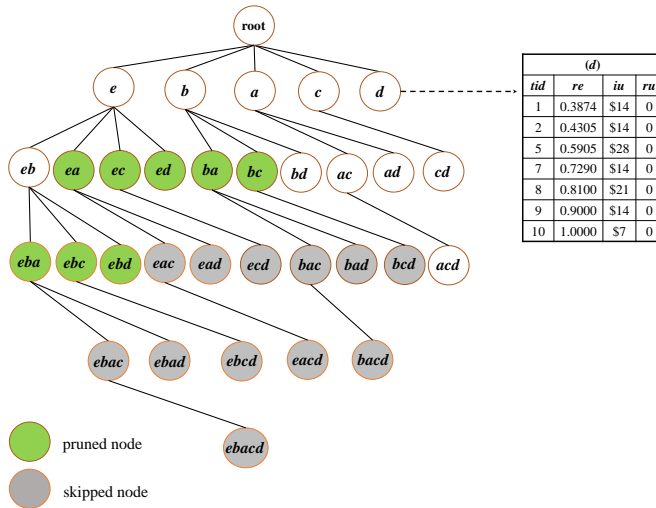 root
e b a c d
eb ea ec ed ba bc bd ac ad cd
eba ebc ebd eac ead ecd bac bad bcd acd
ebac ebad ebcd eacd bacd
ebacd
pruned node
skipped node
(d)
tid re iu ru
1 0.3874 $14 0
2 0.4305 $14 0
5 0.5905 $28 0
7 0.7290 $14 0
8 0.8100 $21 0
9 0.9000 $14 0
10 1.0000 $7 0